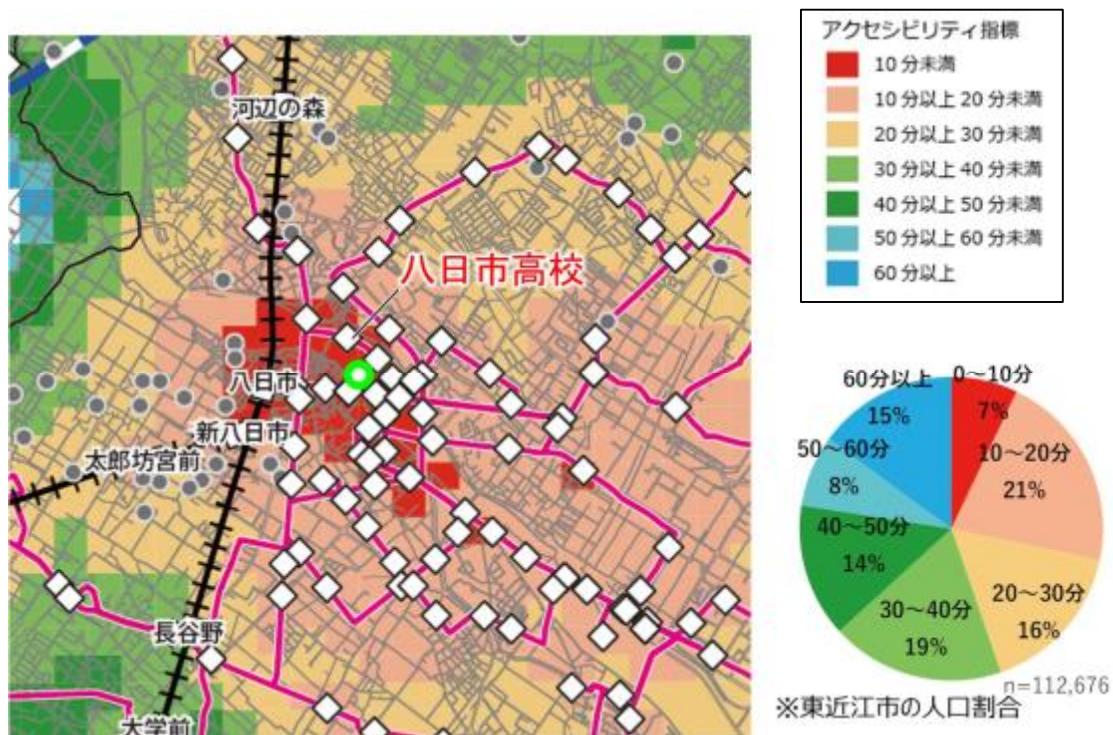 河辺の森
八日市高校
八日市
新八日市
太郎坊宮前
長谷野
大学前
アクセシビリティ指標
10分未満
10分以上20分未満
20分以上30分未満
30分以上40分未満
40分以上50分未満
50分以上60分未満
60分以上
0～10分
7%
10～20分
21%
20～30分
16%
30～40分
19%
40～50分
14%
50～60分
8%
60分以上
15%
n=112,676
※東近江市の人口割合